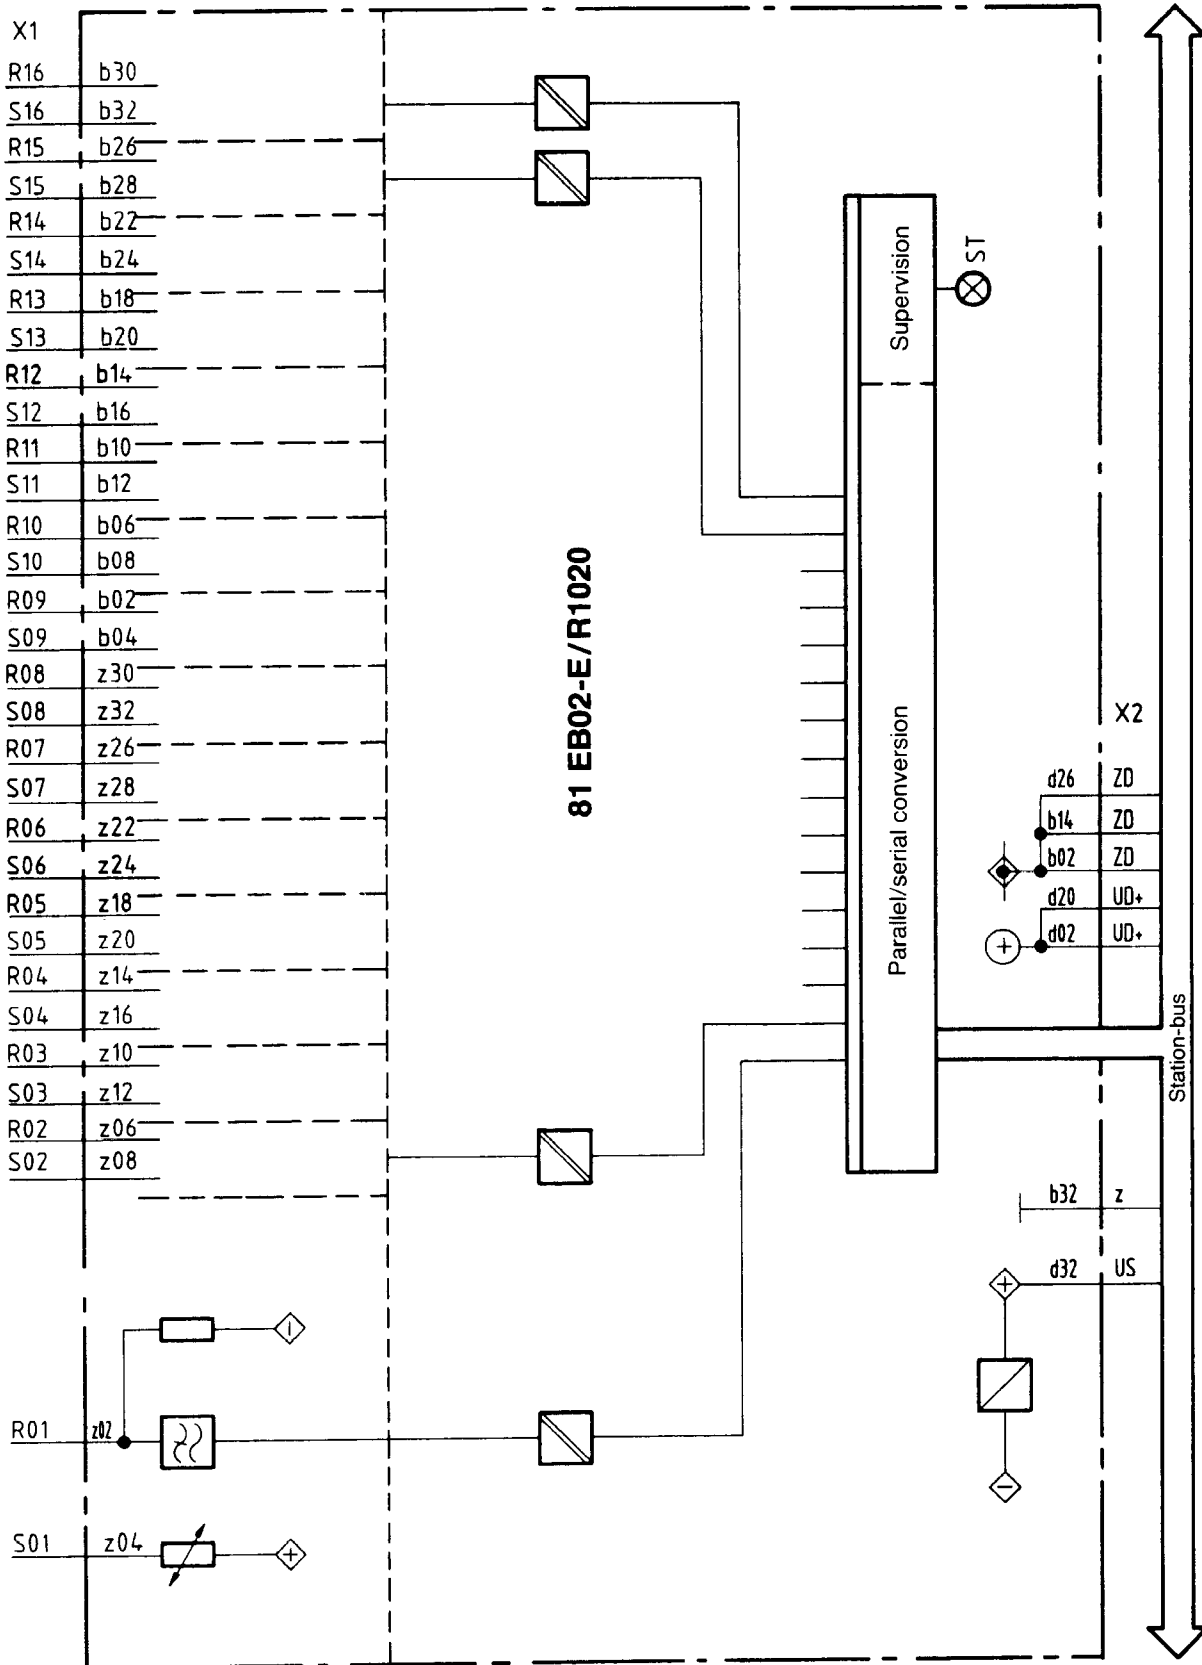 X1
R16 b30
S16 b32
R15 b26
S15 b28
R14 b22
S14 b24
R13 b18
S13 b20
R12 b14
S12 b16
R11 b10
S11 b12
R10 b06
S10 b08
R09 b02
S09 b04
R08 z30
S08 z32
R07 z26
S07 z28
R06 z22
S06 z24
R05 z18
S05 z20
R04 z14
S04 z16
R03 z10
S03 z12
R02 z06
S02 z08
R01 z02
S01 z04
81 EB02-E/R1020
Supervision
ST
Parallel/serial conversion
X2
d26 ZD
b14 ZD
b02 ZD
d20 UD+
d02 UD+
Station-bus
b32 z
d32 US